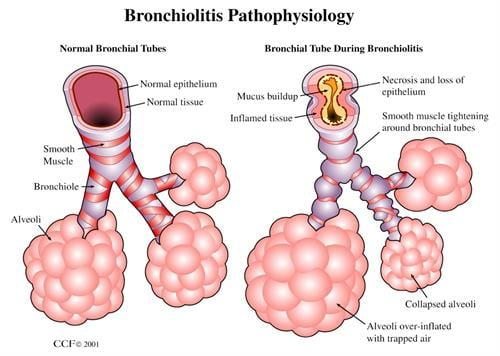 Bronchiolitis Pathophysiology
Normal Bronchial Tubes
Normal epithelium
Normal tissue
Smooth
Muscle
Bronchiole
Alveoli
CCF© 2001
Bronchial Tube During Bronchiolitis
Mucus buildup
Inflamed tissue
Necrosis and loss of
epithelium
Smooth muscle tightening
around bronchial tubes
Collapsed alveoli
Alveoli over-inflated
with trapped air